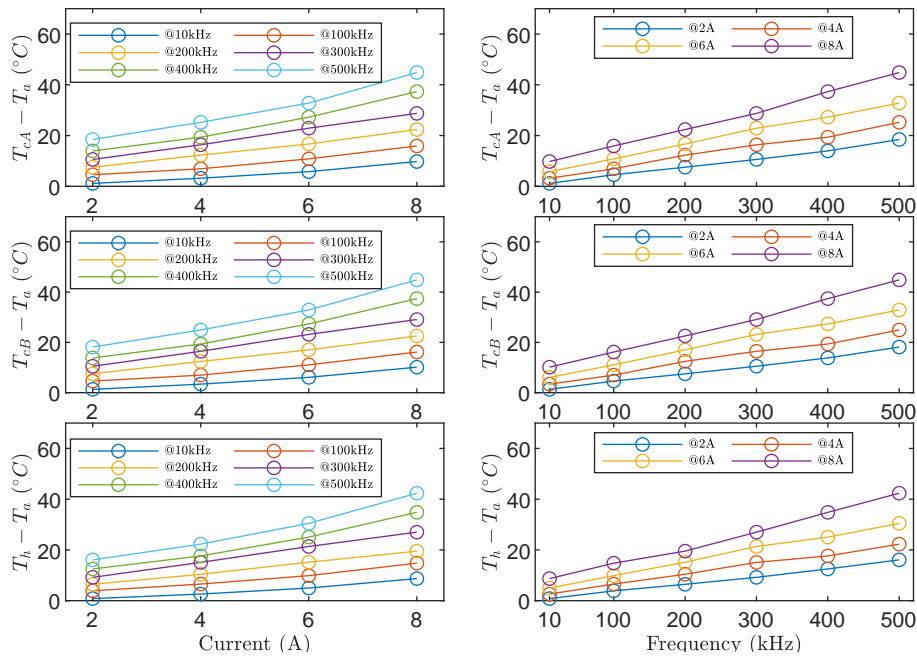 T_{cA} − T_a (°C)
60
40
20
0
@10kHz @100kHz
@200kHz @300kHz
@400kHz @500kHz
2 4 6 8
T_{cA} − T_a (°C)
60
40
20
0
@2A @4A
@6A @8A
10 100 200 300 400 500
T_{cB} − T_a (°C)
60
40
20
0
@10kHz @100kHz
@200kHz @300kHz
@400kHz @500kHz
2 4 6 8
T_{cB} − T_a (°C)
60
40
20
0
@2A @4A
@6A @8A
10 100 200 300 400 500
T_h − T_a (°C)
60
40
20
0
@10kHz @100kHz
@200kHz @300kHz
@400kHz @500kHz
2 4 6 8
Current (A)
T_h − T_a (°C)
60
40
20
0
@2A @4A
@6A @8A
10 100 200 300 400 500
Frequency (kHz)